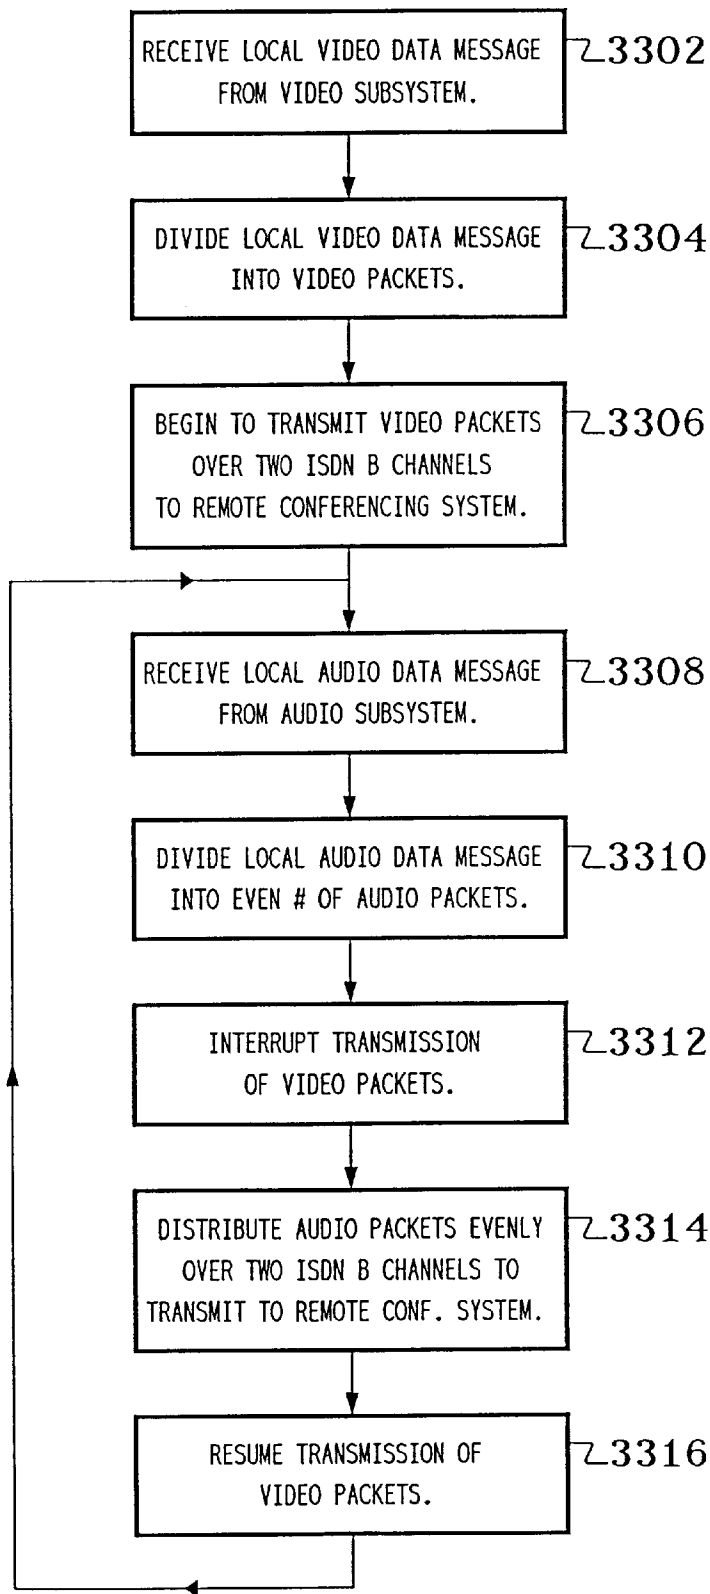 RECEIVE LOCAL VIDEO DATA MESSAGE
FROM VIDEO SUBSYSTEM.
3302
DIVIDE LOCAL VIDEO DATA MESSAGE
INTO VIDEO PACKETS.
3304
BEGIN TO TRANSMIT VIDEO PACKETS
OVER TWO ISDN B CHANNELS
TO REMOTE CONFERENCING SYSTEM.
3306
RECEIVE LOCAL AUDIO DATA MESSAGE
FROM AUDIO SUBSYSTEM.
3308
DIVIDE LOCAL AUDIO DATA MESSAGE
INTO EVEN # OF AUDIO PACKETS.
3310
INTERRUPT TRANSMISSION
OF VIDEO PACKETS.
3312
DISTRIBUTE AUDIO PACKETS EVENLY
OVER TWO ISDN B CHANNELS TO
TRANSMIT TO REMOTE CONF. SYSTEM.
3314
RESUME TRANSMISSION OF
VIDEO PACKETS.
3316